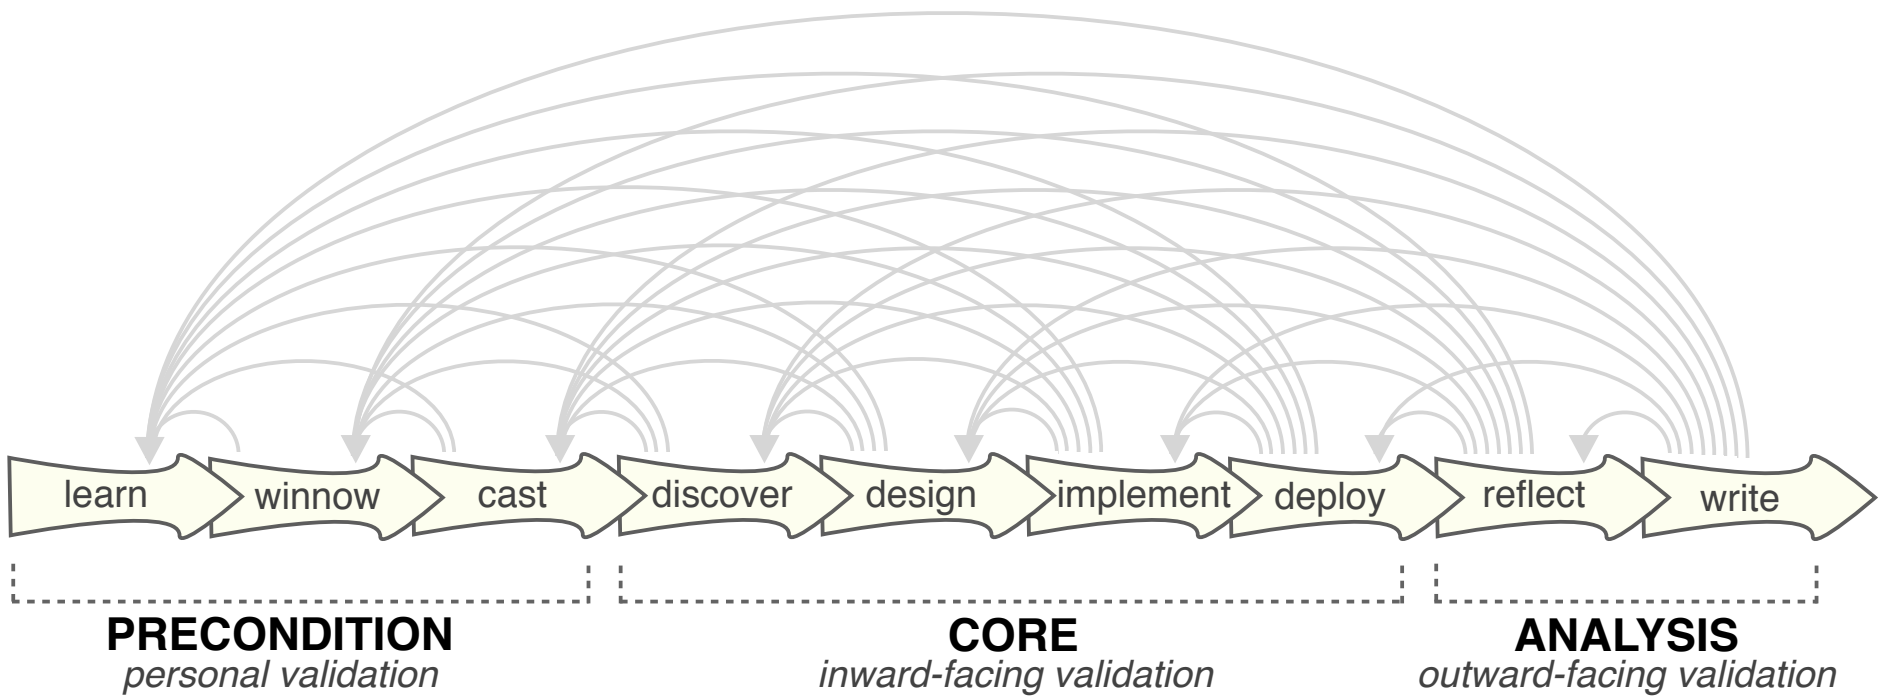 learn winnow cast discover design implement deploy reflect write
PRECONDITION CORE ANALYSIS
personal validation inward-facing validation outward-facing validation